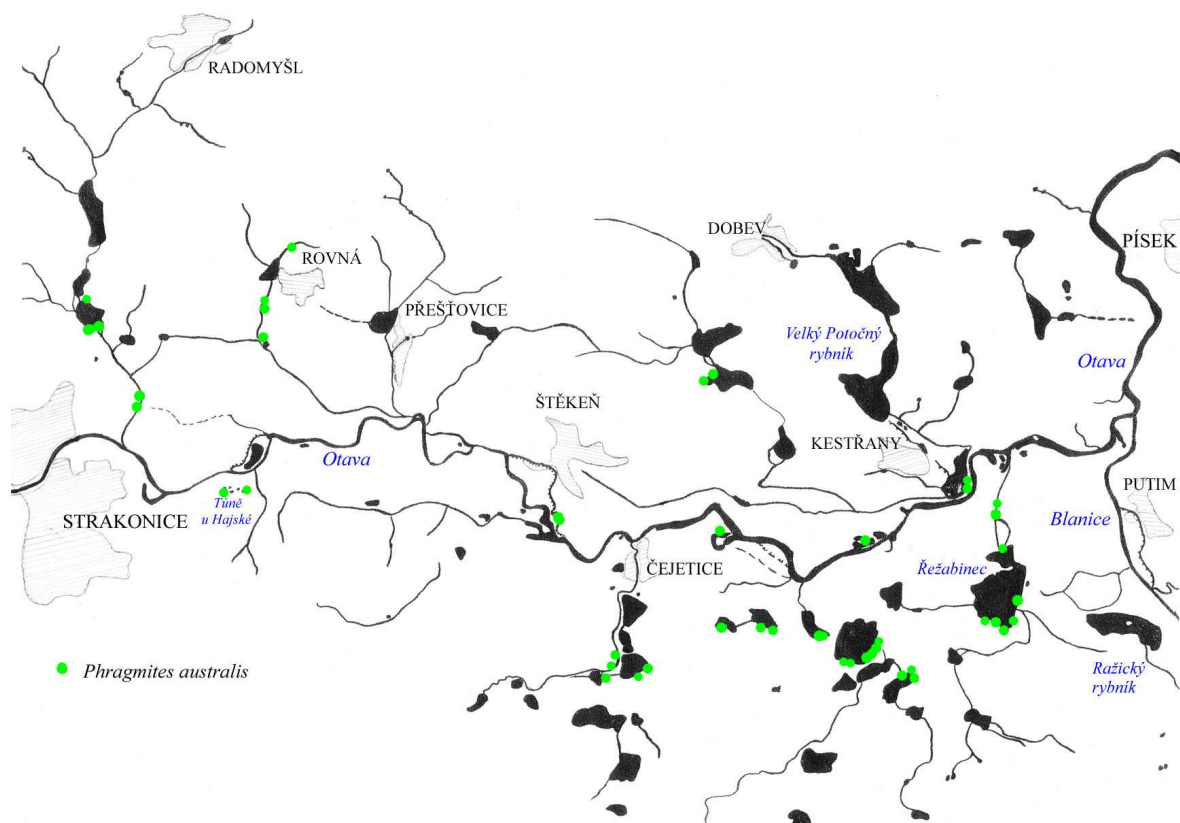 RADOMYŠL
DOBEV
PÍSEK
ROVNÁ
PŘEŠŤOVICE
Velký Potočný
rybník
Otava
ŠTĚKEŇ
KESTŘANY
Otava
PUTIM
STRAKONICE
Tůně
u Hajské
Blanice
ČEJETICE
Řežabinec
Phragmites australis
Ražický
rybník